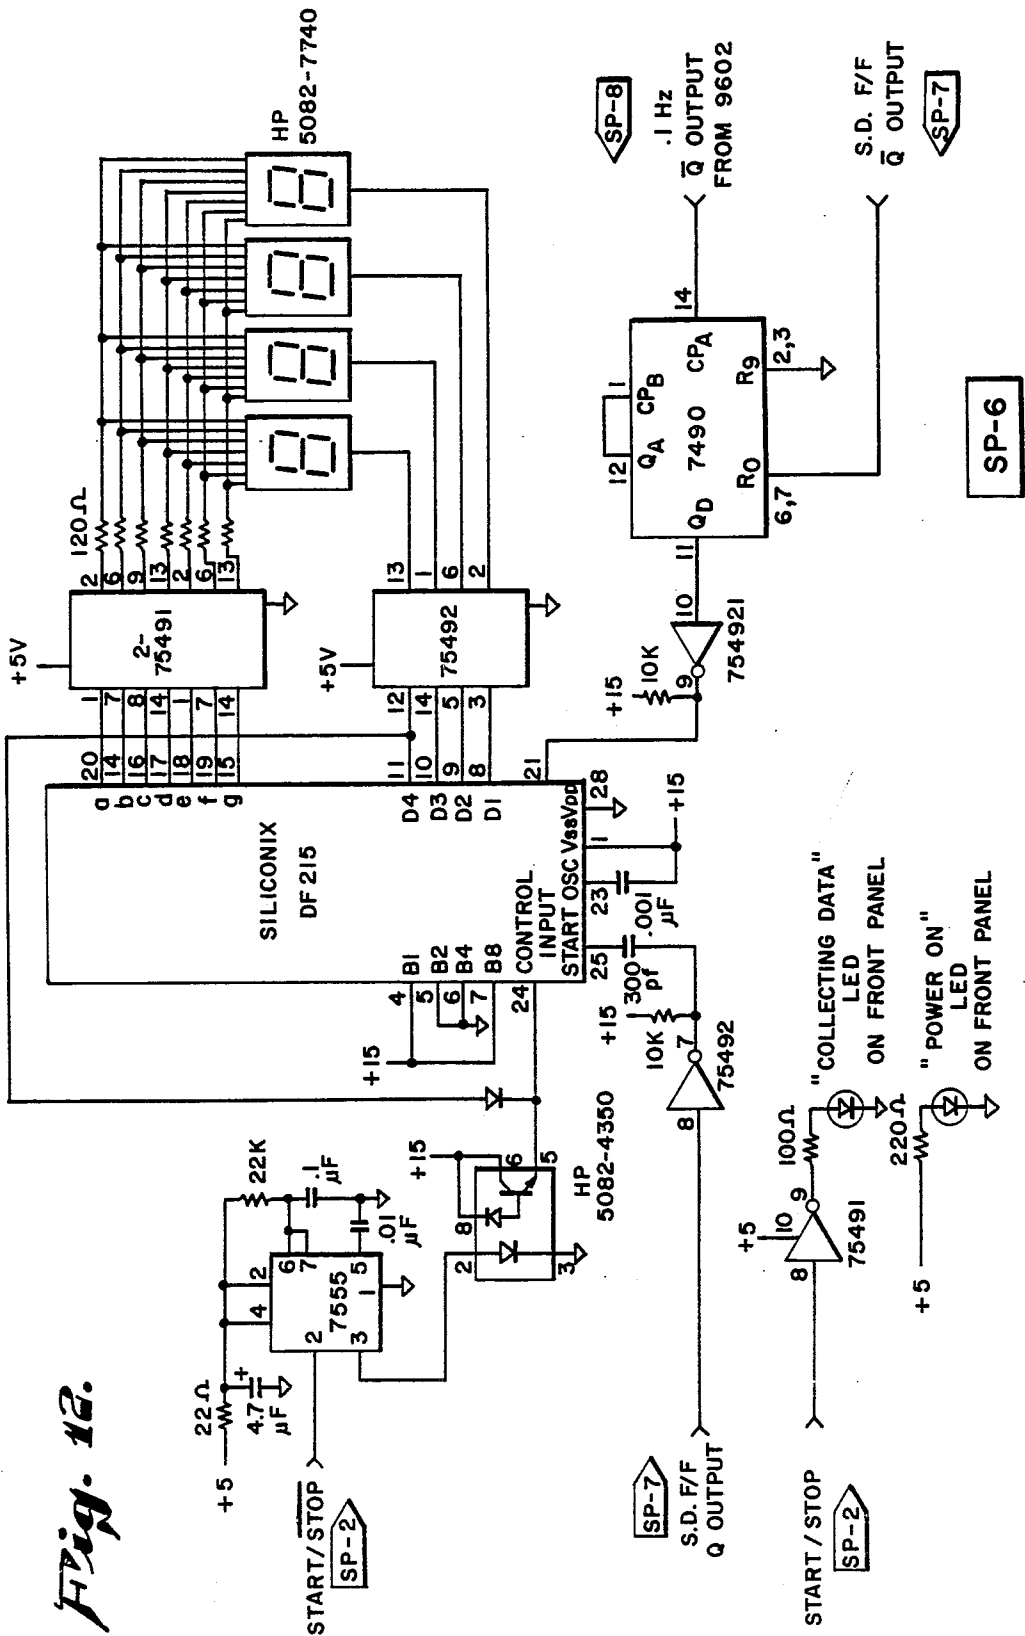 Fig. 12.
+5
22Ω
4.7
μF
+
4
2
22K
6
7
.1
μF
5
.01
μF
7555
1
2
3
START/S̅T̅O̅P̅
SP-2
+15
8
6
2
5
3
HP
5082-4350
+15
4
5
6
7
24
B1
B2
B4
B8
CONTROL
INPUT
START
OSC
Vss
VDD
SILICONIX
DF215
a
b
c
d
e
f
g
20
14
16
17
18
19
15
D4
D3
D2
D1
11
10
9
8
21
25
23
1
28
300
pf
.001
μF
+15
+15
10K
7
8
75492
SP-7
S.D. F/F
Q OUTPUT
+5V
1
7
8
14
1
7
14
2-
75491
2
6
9
13
2
6
13
120Ω
+5V
12
14
5
3
75492
13
1
6
2
HP
5082-7740
+15
10K
9
10
754921
11
12
1
QA
CPB
QD
7490
CPA
R0
R9
14
6,7
2,3
SP-8
.1 Hz
Q̅ OUTPUT
FROM 9602
S.D. F/F
Q̅ OUTPUT
SP-7
START/STOP
SP-2
+5
10
8
9
75491
100Ω
"COLLECTING DATA"
LED
ON FRONT PANEL
+5
220Ω
"POWER ON"
LED
ON FRONT PANEL
SP-6